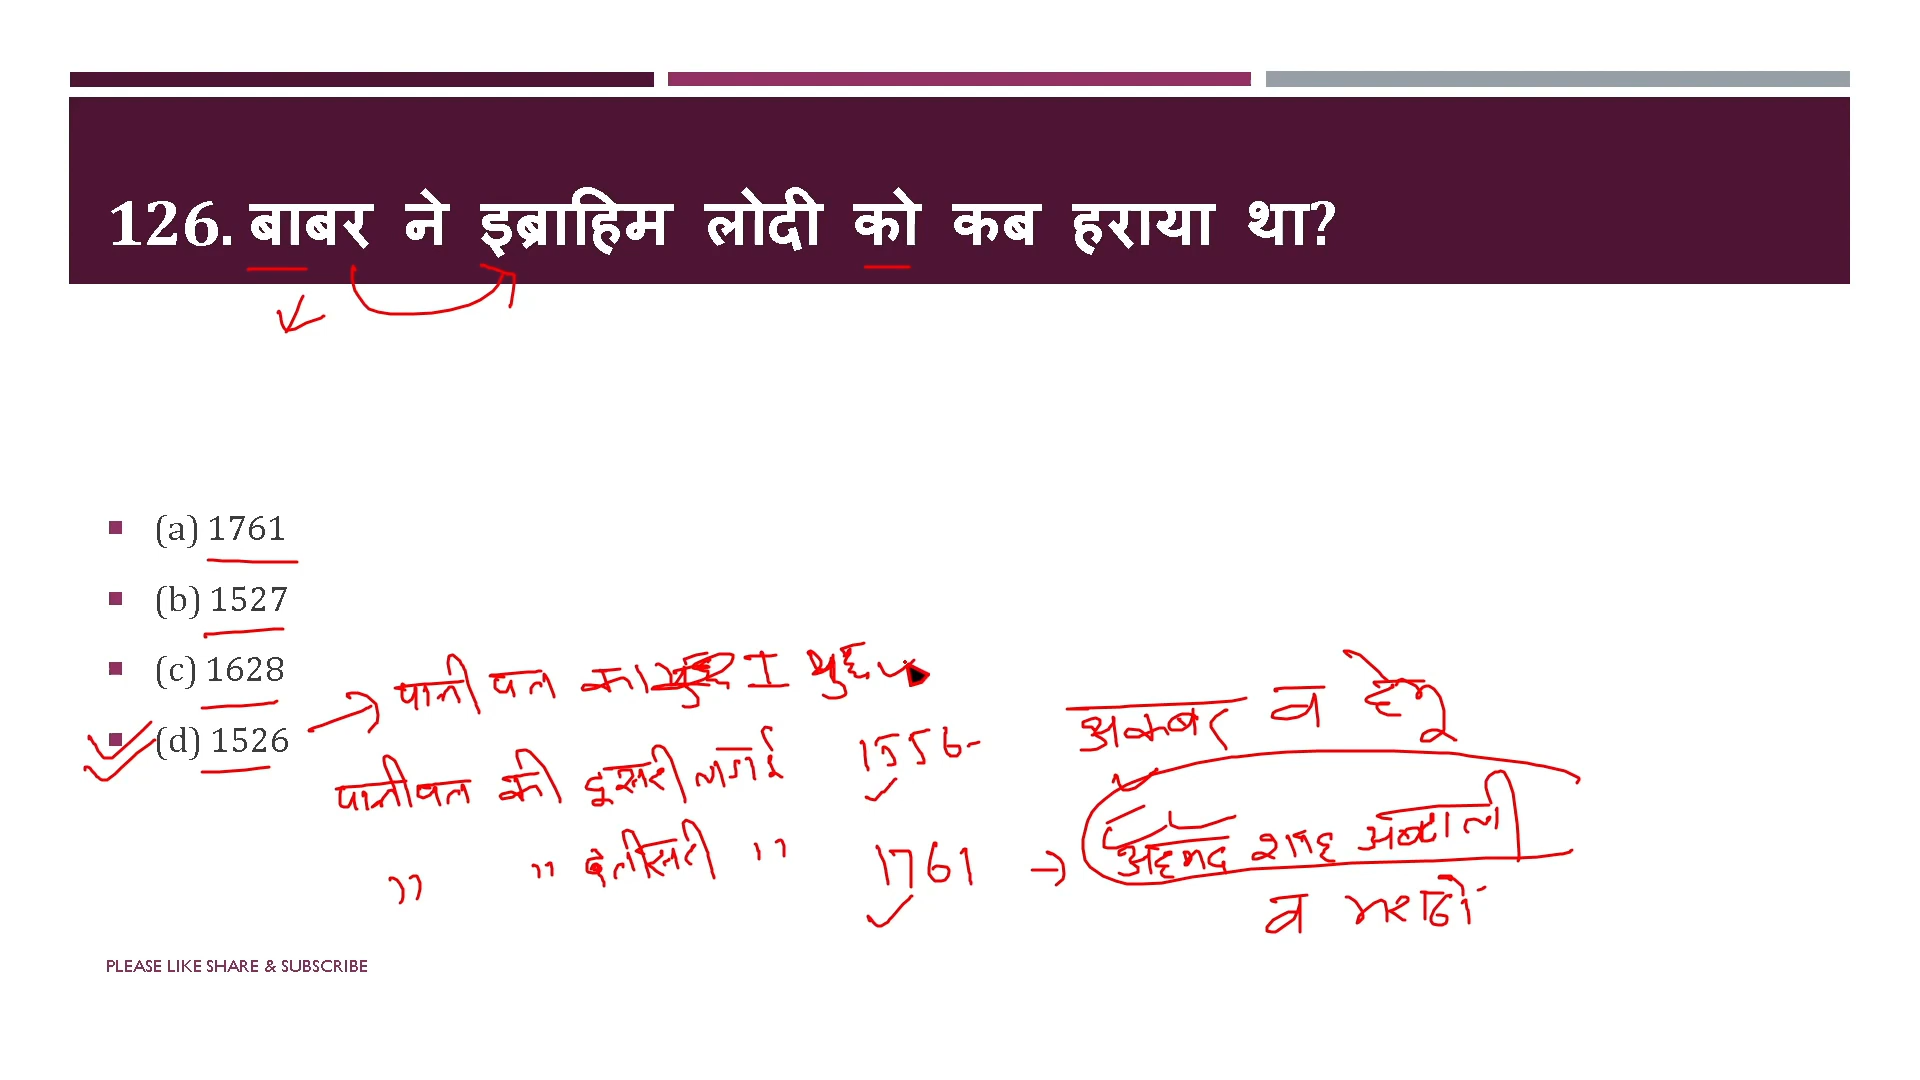 126. बाबर ने इब्राहिम लोदी को कब हराया था?
(a) 1761
(b) 1527
(c) 1628
(d) 1526
पानीपत का I युद्ध
पानीपत की दूसरी लड़ाई 1556- अकबर व हेमू
" " तीसरी " 1761 → अहमद शाह अब्दाली
व मराठों
PLEASE LIKE SHARE & SUBSCRIBE